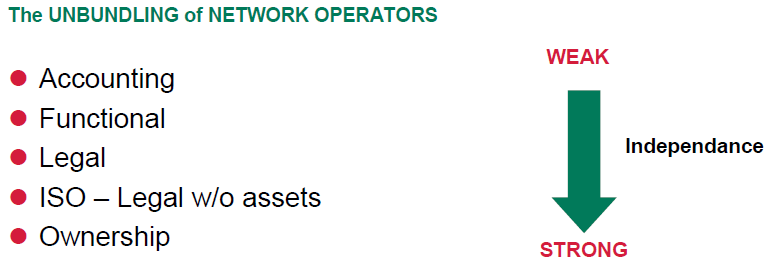 The UNBUNDLING of NETWORK OPERATORS
WEAK
Accounting
Functional
Legal
ISO – Legal w/o assets
Ownership
Independance
STRONG